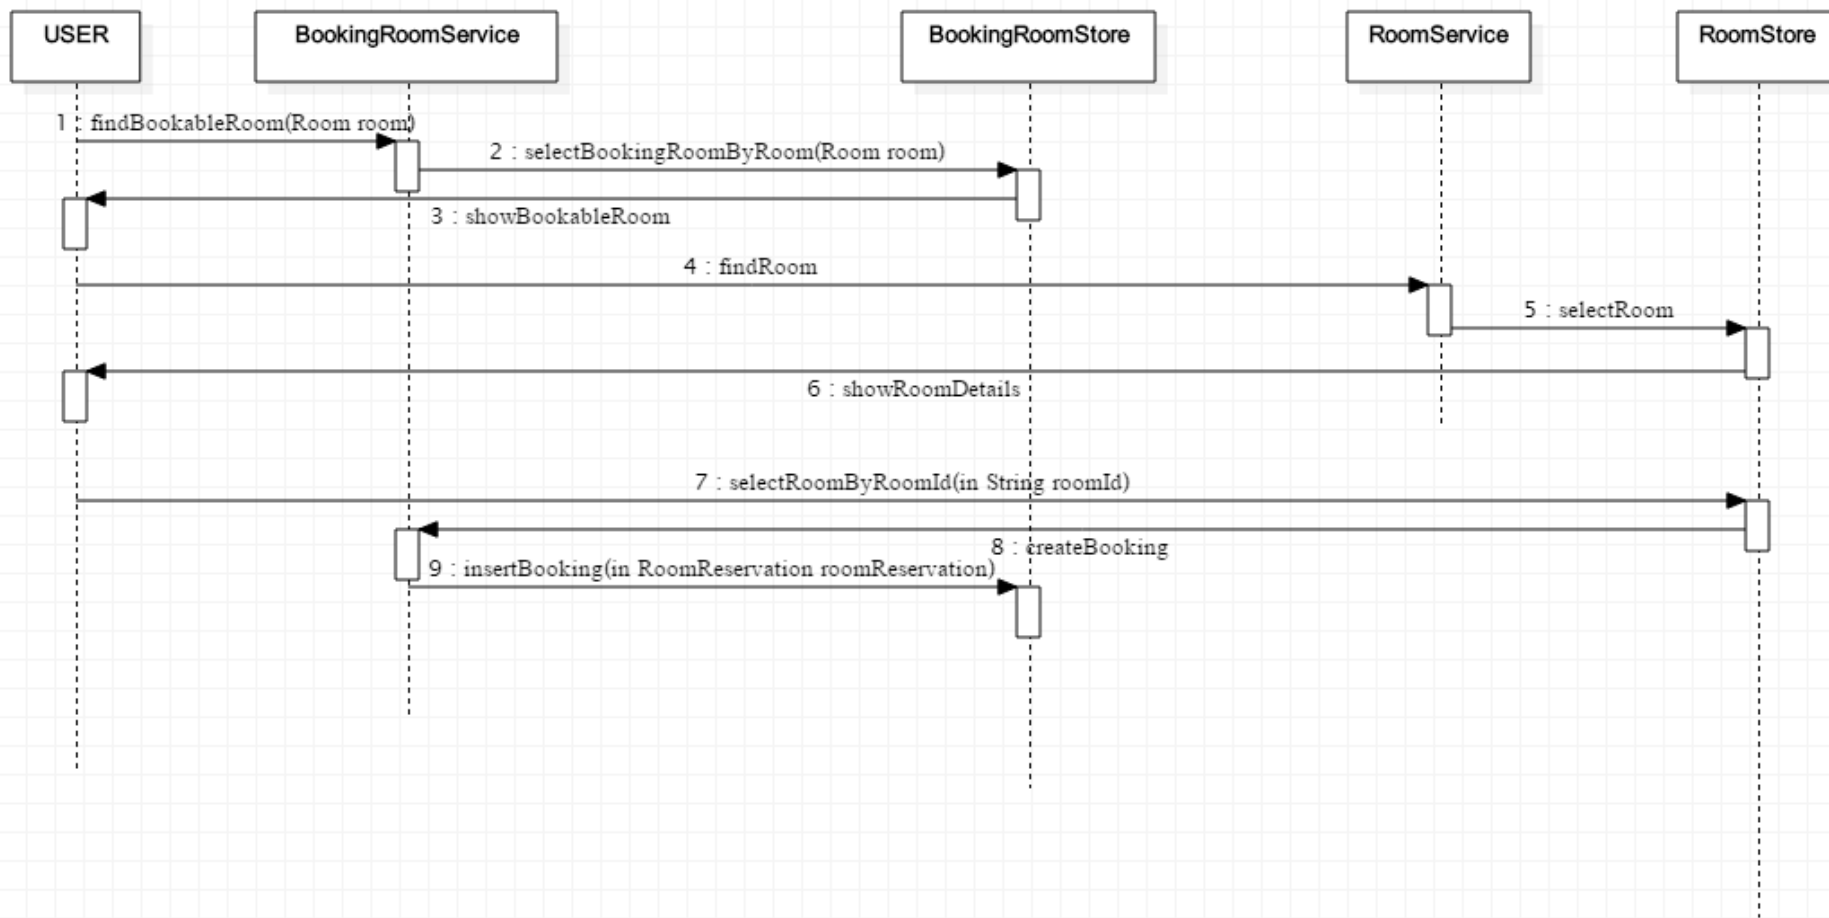 USER
BookingRoomService
BookingRoomStore
RoomService
RoomStore
1 : findBookableRoom(Room room)
2 : selectBookingRoomByRoom(Room room)
3 : showBookableRoom
4 : findRoom
5 : selectRoom
6 : showRoomDetails
7 : selectRoomByRoomId(in String roomId)
8 : createBooking
9 : insertBooking(in RoomReservation roomReservation)